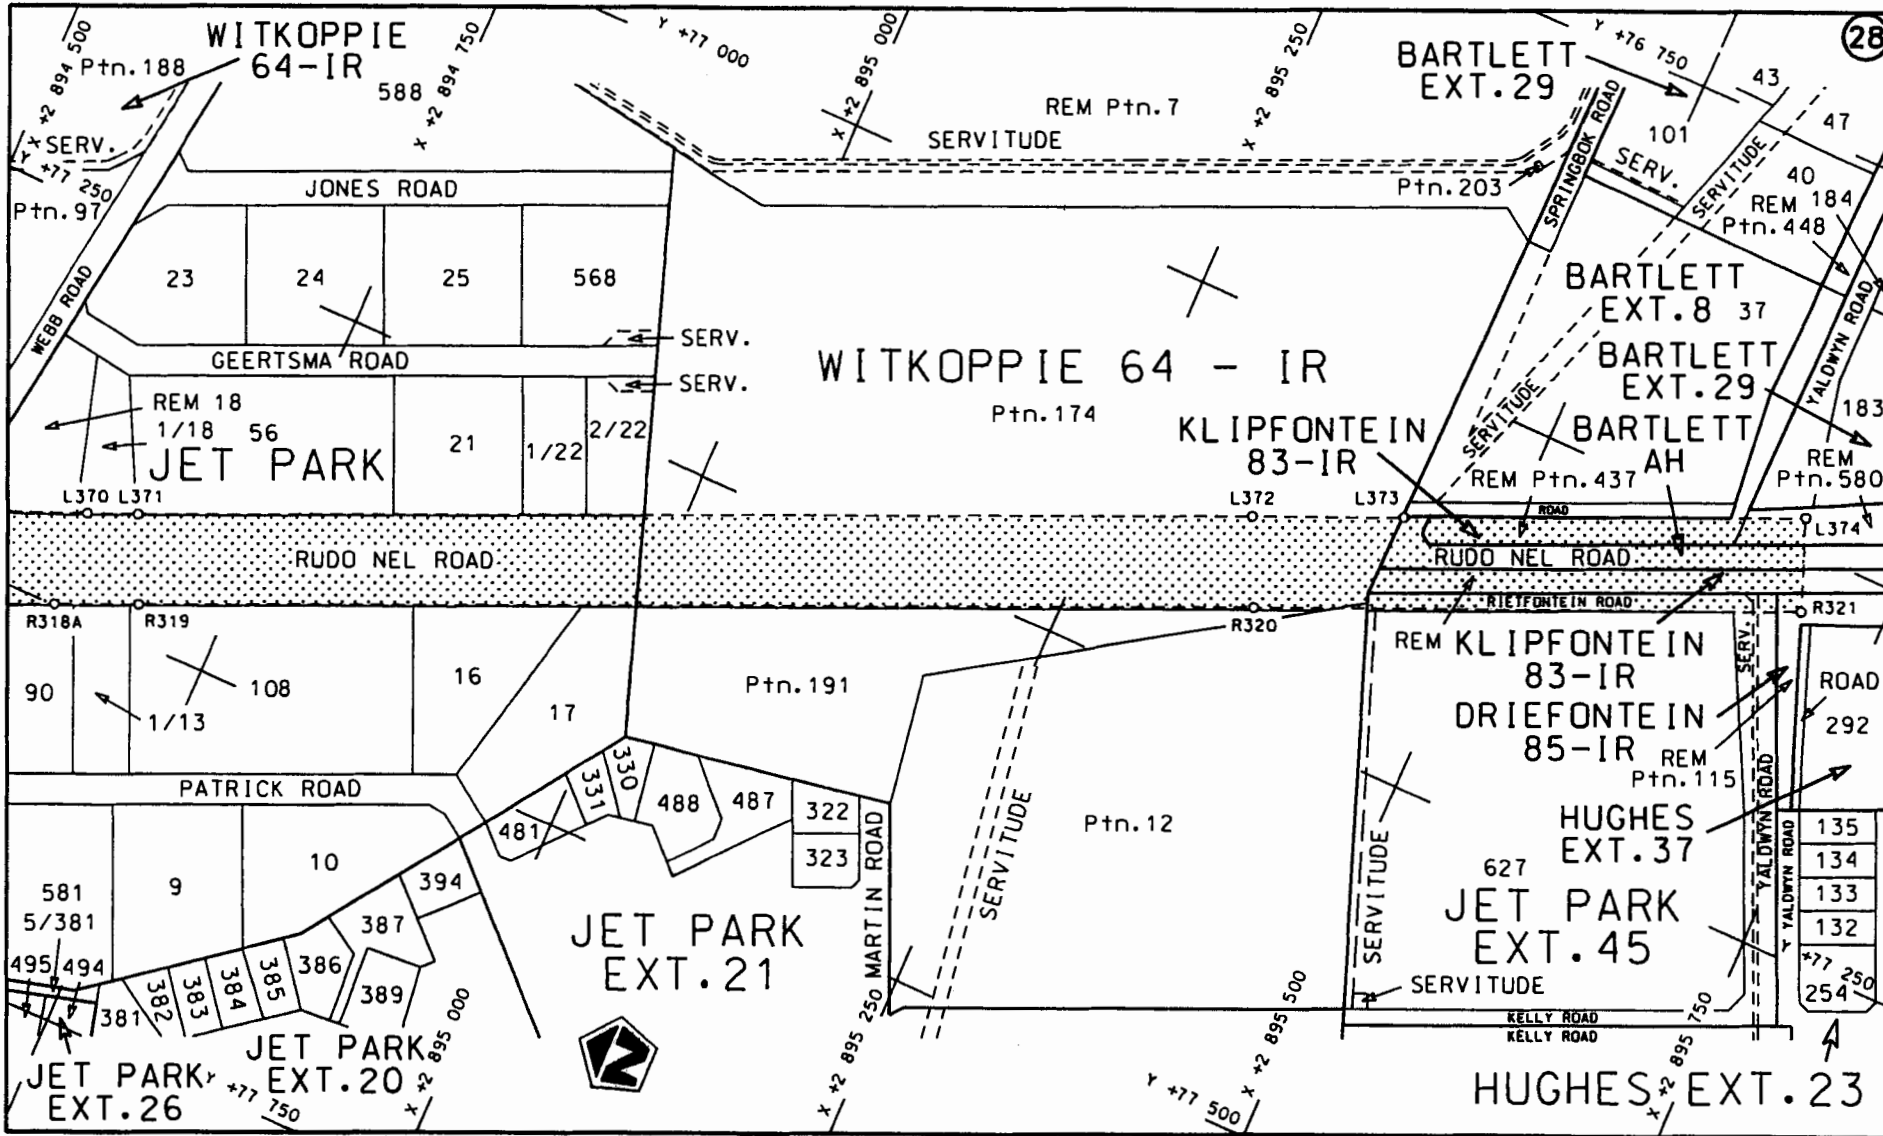 X +2 894 500
WITKOPPIE
64-IR
Ptn.188
588
X +2 894 750
Y +77 000
X +2 895 000
REM Ptn.7
SERVITUDE
X +2 895 250
BARTLETT
EXT.29
Y +76 750
28
43
47
101
SERV.
SERVITUDE
40
REM 184
Ptn.448
SERV.
Y +77 250
Ptn.97
JONES ROAD
Ptn.203
SPRINGBOK ROAD
WEBB ROAD
23
24
25
568
SERV.
GEERTSMA ROAD
SERV.
WITKOPPIE 64 - IR
Ptn.174
BARTLETT
EXT.8 37
BARTLETT
EXT.29
YALDWYN ROAD
183
REM 18
1/18 56
JET PARK
21
1/22
2/22
KLIPFONTEIN
83-IR
SERVITUDE
BARTLETT
AH
REM Ptn.437
REM
Ptn.580
L370 L371
L372
L373
ROAD
L374
RUDO NEL ROAD
RUDO NEL ROAD
RIETFONTEIN ROAD
R318A
R319
R320
R321
90
1/13
108
16
17
Ptn.191
REM KLIPFONTEIN
83-IR
SERV.
DRIEFONTEIN
85-IR
REM
Ptn.115
ROAD
292
PATRICK ROAD
481
331
330
488
487
322
323
MARTIN ROAD
SERVITUDE
Ptn.12
SERVITUDE
HUGHES
EXT.37
627
JET PARK
EXT.45
YALDWYN ROAD
YALDWYN ROAD
135
134
133
132
Y +77 250
254
581
5/381
9
10
394
387
JET PARK
EXT.21
495
494
381
382
383
384
385
386
389
SERVITUDE
KELLY ROAD
KELLY ROAD
JET PARK
EXT.26
JET PARK
EXT.20
Y +77 750
X +2 895 000
X +2 895 250
Y +77 500
X +2 895 500
X +2 895 750
HUGHES EXT.23